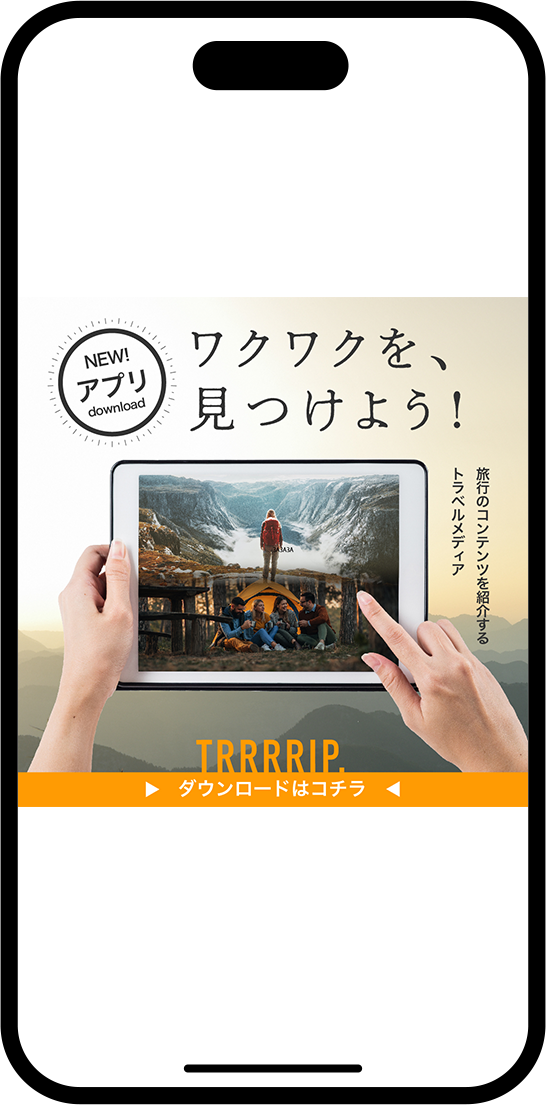 NEW!
アプリ
download
ワクワクを、
見つけよう!
旅行のコンテンツを紹介する
トラベルメディア
TRRRRIP.
▶ ダウンロードはコチラ ◀